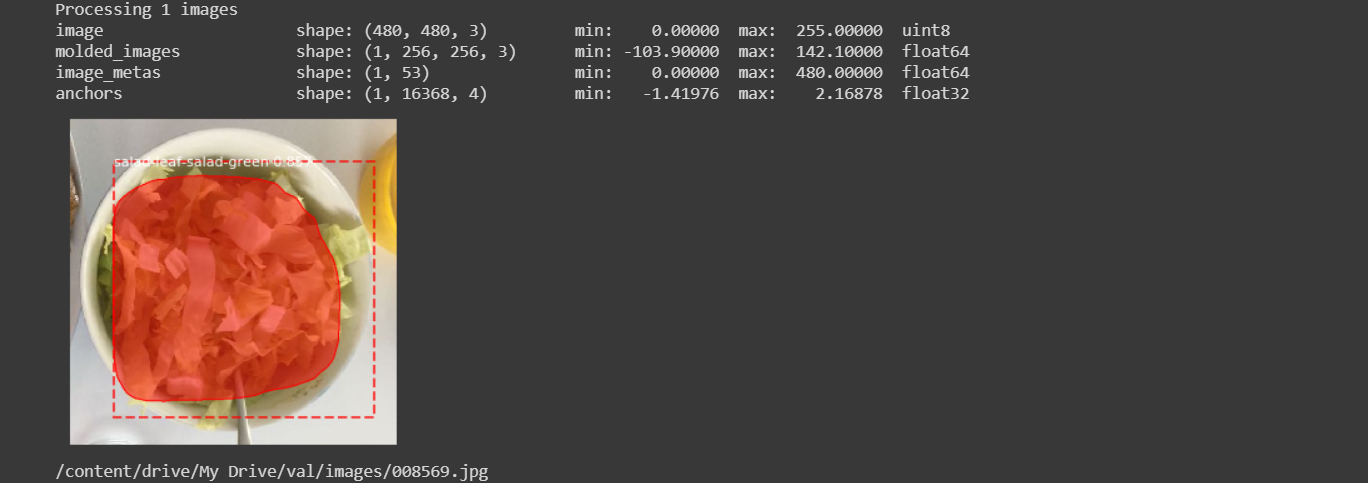 Processing 1 images
image                    shape: (480, 480, 3)         min:    0.00000  max:  255.00000  uint8
molded_images            shape: (1, 256, 256, 3)      min: -103.90000  max:  142.10000  float64
image_metas              shape: (1, 53)               min:    0.00000  max:  480.00000  float64
anchors                  shape: (1, 16368, 4)         min:   -1.41976  max:    2.16878  float32
salad-leaf-salad-green
/content/drive/My Drive/val/images/008569.jpg